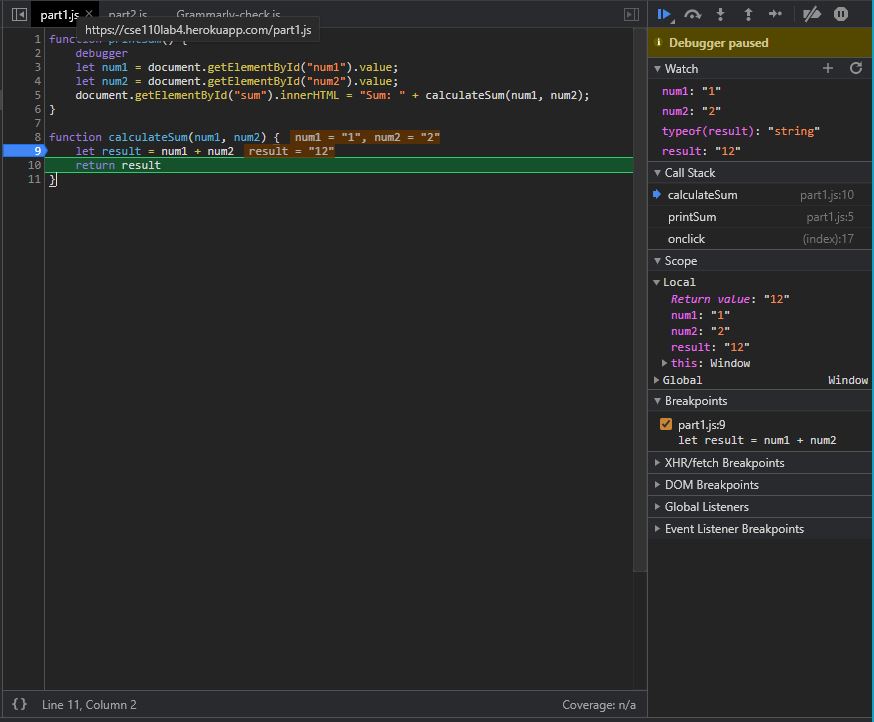 part1.js ×
part2.js
Grammarly-check.js
https://cse110lab4.herokuapp.com/part1.js
1 function printSum() {
2 debugger
3 let num1 = document.getElementById("num1").value;
4 let num2 = document.getElementById("num2").value;
5 document.getElementById("sum").innerHTML = "Sum: " + calculateSum(num1, num2);
6 }
7
8 function calculateSum(num1, num2) { num1 = "1", num2 = "2"
9 let result = num1 + num2 result = "12"
10 return result
11 }
{} Line 11, Column 2
Coverage: n/a
Debugger paused
Watch
num1: "1"
num2: "2"
typeof(result): "string"
result: "12"
Call Stack
calculateSum part1.js:10
printSum part1.js:5
onclick (index):17
Scope
Local
Return value: "12"
num1: "1"
num2: "2"
result: "12"
this: Window
Global Window
Breakpoints
part1.js:9
let result = num1 + num2
XHR/fetch Breakpoints
DOM Breakpoints
Global Listeners
Event Listener Breakpoints